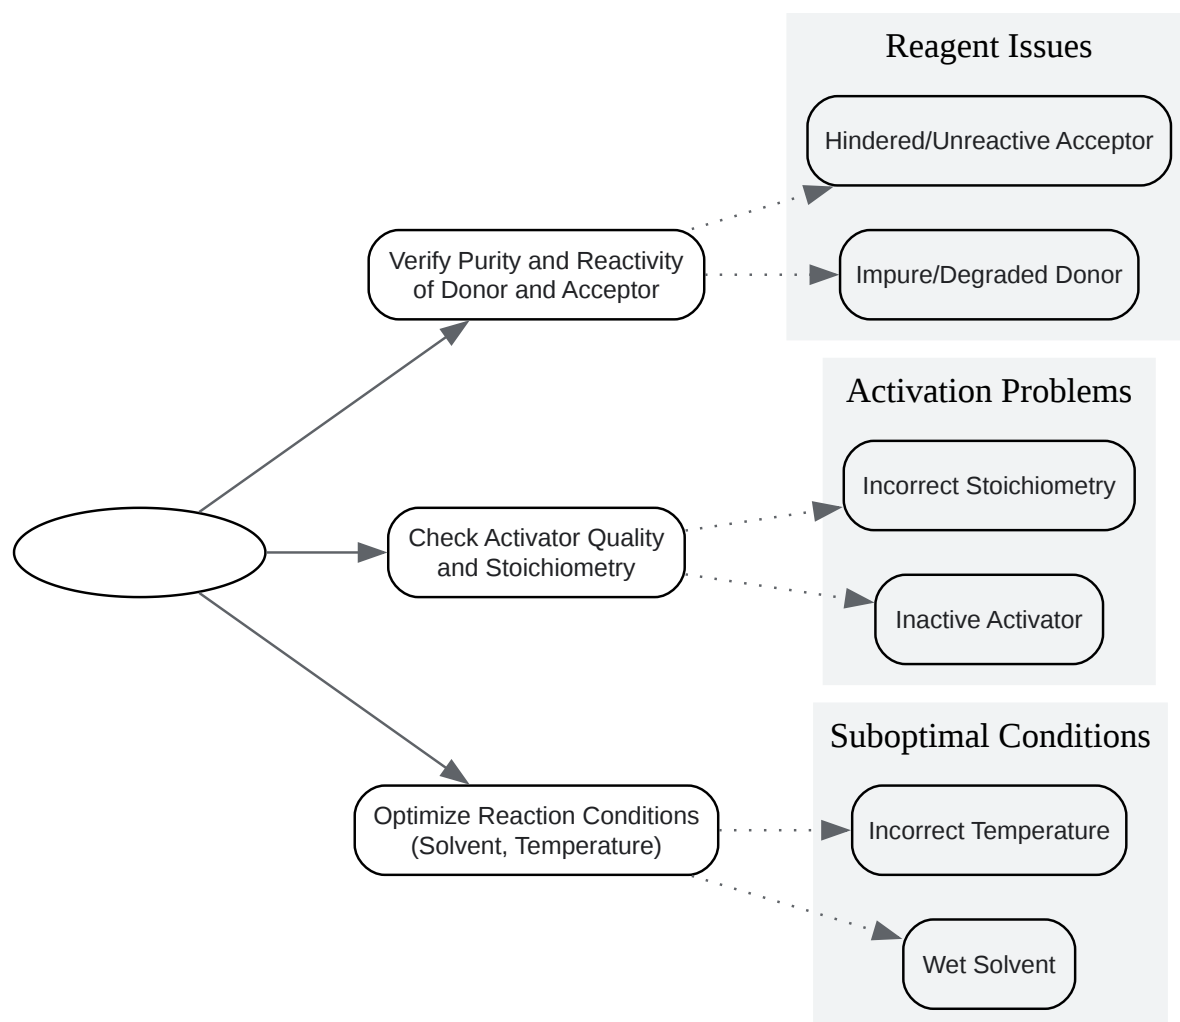 Reagent Issues
Hindered/Unreactive Acceptor
Verify Purity and Reactivity
of Donor and Acceptor
Impure/Degraded Donor
Activation Problems
Incorrect Stoichiometry
Check Activator Quality
and Stoichiometry
Inactive Activator
Suboptimal Conditions
Optimize Reaction Conditions
(Solvent, Temperature)
Incorrect Temperature
Wet Solvent